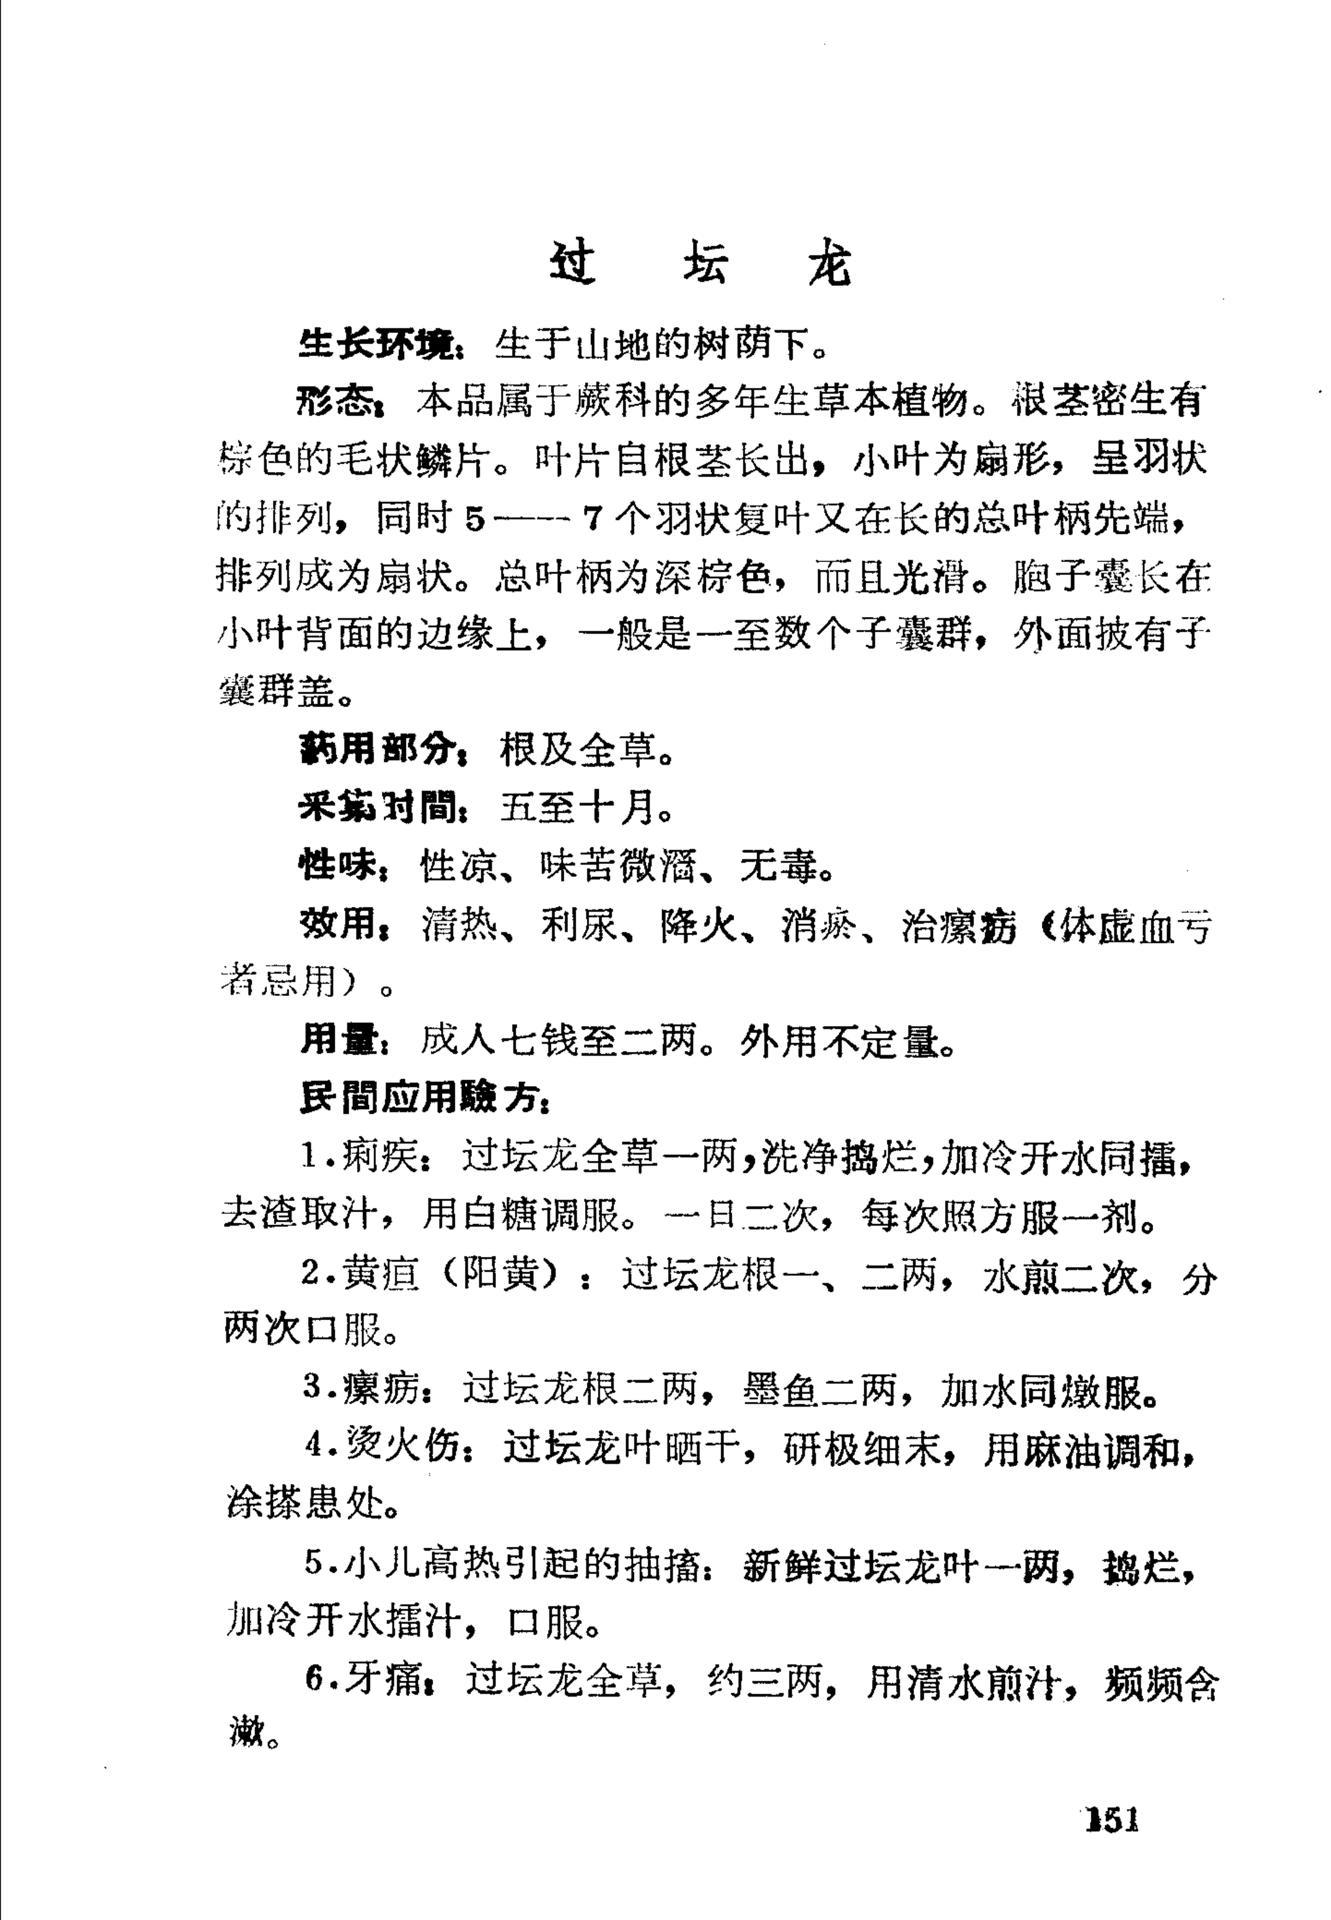 过坛龙
生长环境：生于山地的树荫下。
形态：本品属于蕨科的多年生草本植物。根茎密生有
棕色的毛状鳞片。叶片自根茎长出，小叶为扇形，呈羽状
的排列，同时5——7个羽状复叶又在长的总叶柄先端，
排列成为扇状。总叶柄为深棕色，而且光滑。胞子囊长在
小叶背面的边缘上，一般是一至数个子囊群，外面披有子
囊群盖。
药用部分：根及全草。
采集时間：五至十月。
性味：性凉、味苦微濇、无毒。
效用：清热、利尿、降火、消瘀、治瘰疬（体虚血亏
者忌用）。
用量：成人七钱至二两。外用不定量。
民間应用驗方：
1.痢疾：过坛龙全草一两，洗净捣烂，加冷开水同擂，
去渣取汁，用白糖调服。一日二次，每次照方服一剂。
2.黄疸（阳黄）：过坛龙根一、二两，水煎二次，分
两次口服。
3.瘰疬：过坛龙根二两，墨鱼二两，加水同燉服。
4.烫火伤：过坛龙叶晒干，研极细末，用麻油调和，
涂搽患处。
5.小儿高热引起的抽搐：新鲜过坛龙叶一两，捣烂，
加冷开水擂汁，口服。
6.牙痛：过坛龙全草，约三两，用清水煎汁，频频含
漱。
151